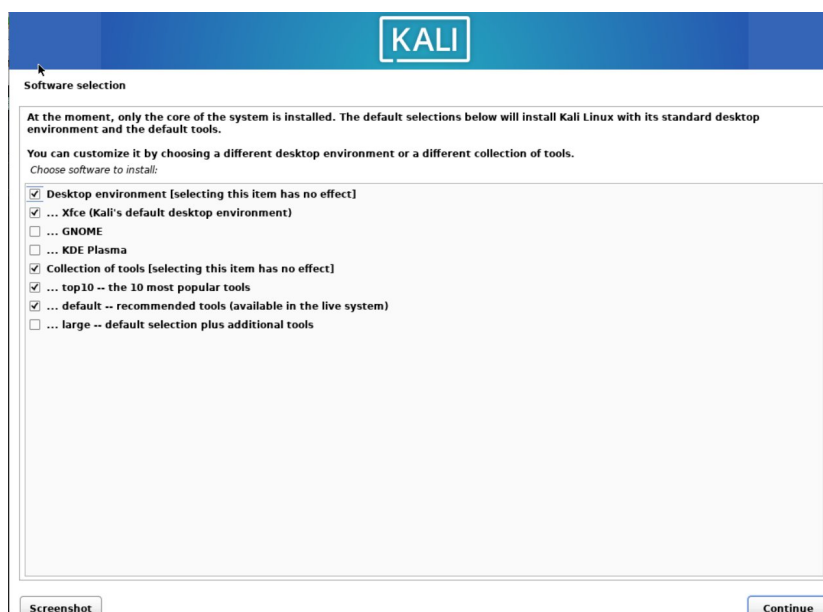 KALI
Software selection
At the moment, only the core of the system is installed. The default selections below will install Kali Linux with its standard desktop
environment and the default tools.
You can customize it by choosing a different desktop environment or a different collection of tools.
Choose software to install:
Desktop environment [selecting this item has no effect]
... Xfce (Kali's default desktop environment)
... GNOME
... KDE Plasma
Collection of tools [selecting this item has no effect]
... top10 -- the 10 most popular tools
... default -- recommended tools (available in the live system)
... large -- default selection plus additional tools
Screenshot
Continue